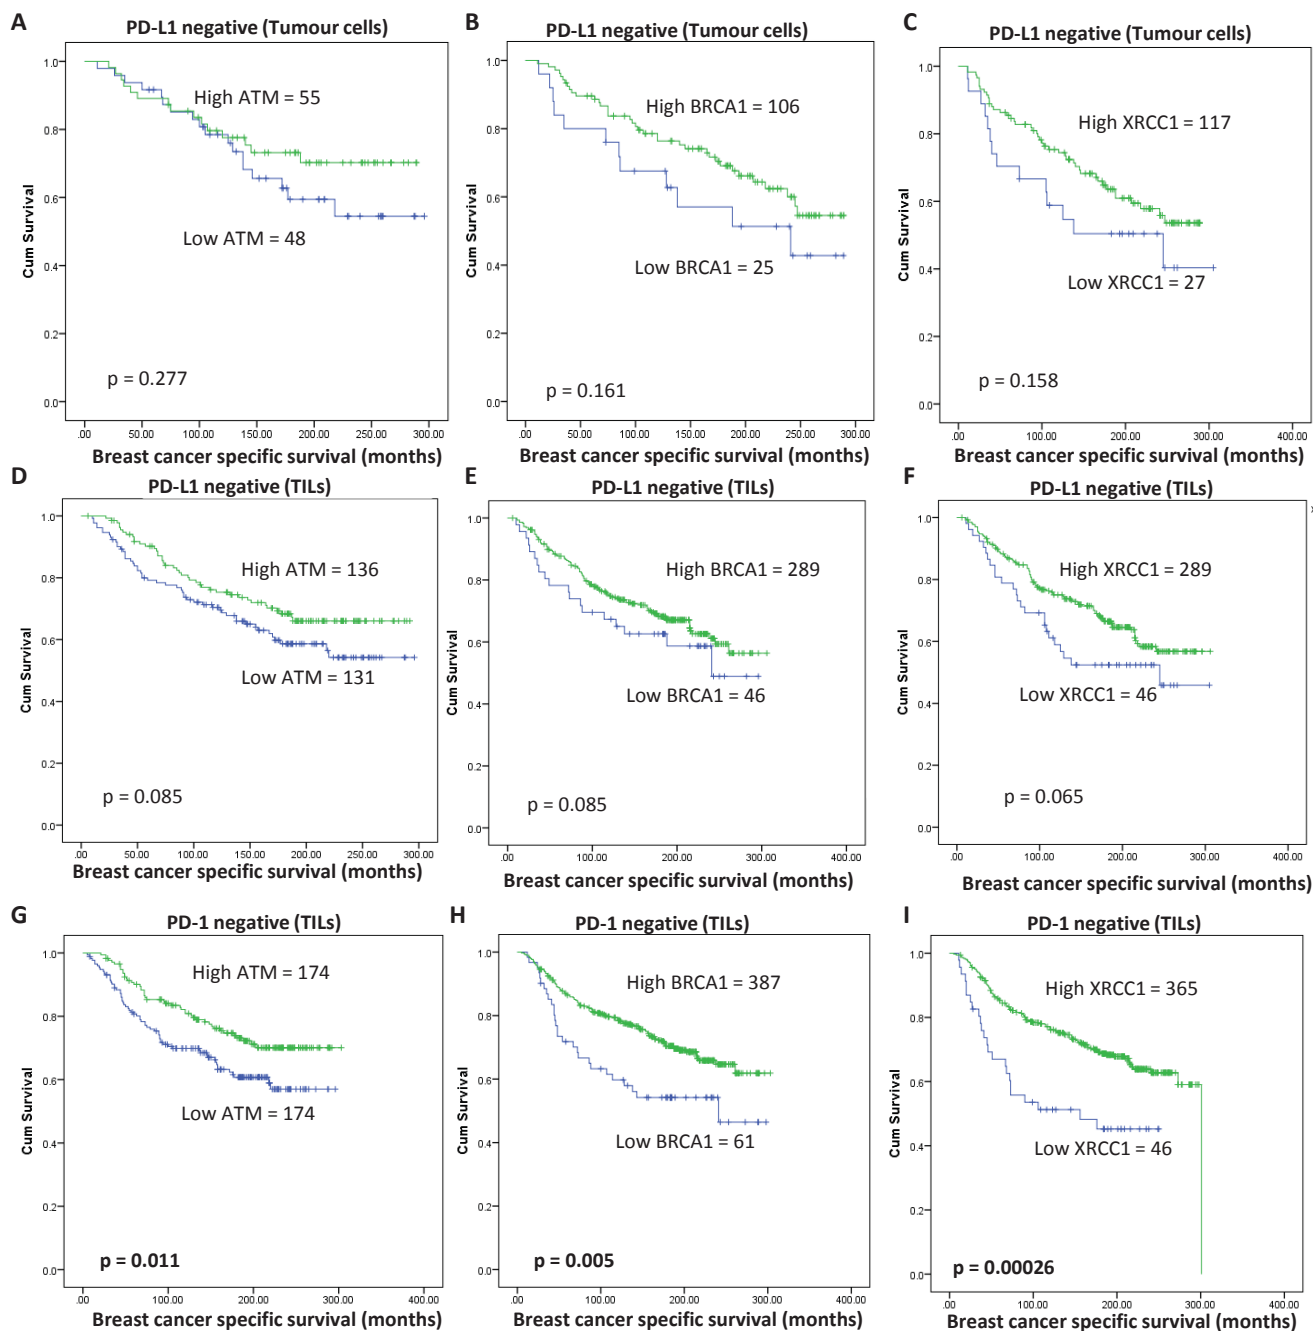 A
PD-L1 negative (Tumour cells)
Cum Survival
1.0
0.8
0.6
0.4
0.2
0.0
High ATM = 55
Low ATM = 48
p = 0.277
.00 50.00 100.00 150.00 200.00 250.00 300.00
Breast cancer specific survival (months)
B
PD-L1 negative (Tumour cells)
Cum Survival
1.0
0.8
0.6
0.4
0.2
0.0
High BRCA1 = 106
Low BRCA1 = 25
p = 0.161
.00 50.00 100.00 150.00 200.00 250.00 300.00
Breast cancer specific survival (months)
C
PD-L1 negative (Tumour cells)
Cum Survival
1.0
0.8
0.6
0.4
0.2
0.0
High XRCC1 = 117
Low XRCC1 = 27
p = 0.158
.00 100.00 200.00 300.00 400.00
Breast cancer specific survival (months)
D
PD-L1 negative (TILs)
Cum Survival
1.0
0.8
0.6
0.4
0.2
0.0
High ATM = 136
Low ATM = 131
p = 0.085
.00 50.00 100.00 150.00 200.00 250.00 300.00
Breast cancer specific survival (months)
E
PD-L1 negative (TILs)
Cum Survival
1.0
0.8
0.6
0.4
0.2
0.0
High BRCA1 = 289
Low BRCA1 = 46
p = 0.085
.00 100.00 200.00 300.00 400.00
Breast cancer specific survival (months)
F
PD-L1 negative (TILs)
Cum Survival
1.0
0.8
0.6
0.4
0.2
0.0
High XRCC1 = 289
Low XRCC1 = 46
p = 0.065
.00 100.00 200.00 300.00 400.00
Breast cancer specific survival (months)
G
PD-1 negative (TILs)
Cum Survival
1.0
0.8
0.6
0.4
0.2
0.0
High ATM = 174
Low ATM = 174
p = 0.011
.00 100.00 200.00 300.00 400.00
Breast cancer specific survival (months)
H
PD-1 negative (TILs)
Cum Survival
1.0
0.8
0.6
0.4
0.2
0.0
High BRCA1 = 387
Low BRCA1 = 61
p = 0.005
.00 100.00 200.00 300.00 400.00
Breast cancer specific survival (months)
I
PD-1 negative (TILs)
Cum Survival
1.0
0.8
0.6
0.4
0.2
0.0
High XRCC1 = 365
Low XRCC1 = 46
p = 0.00026
.00 100.00 200.00 300.00 400.00
Breast cancer specific survival (months)